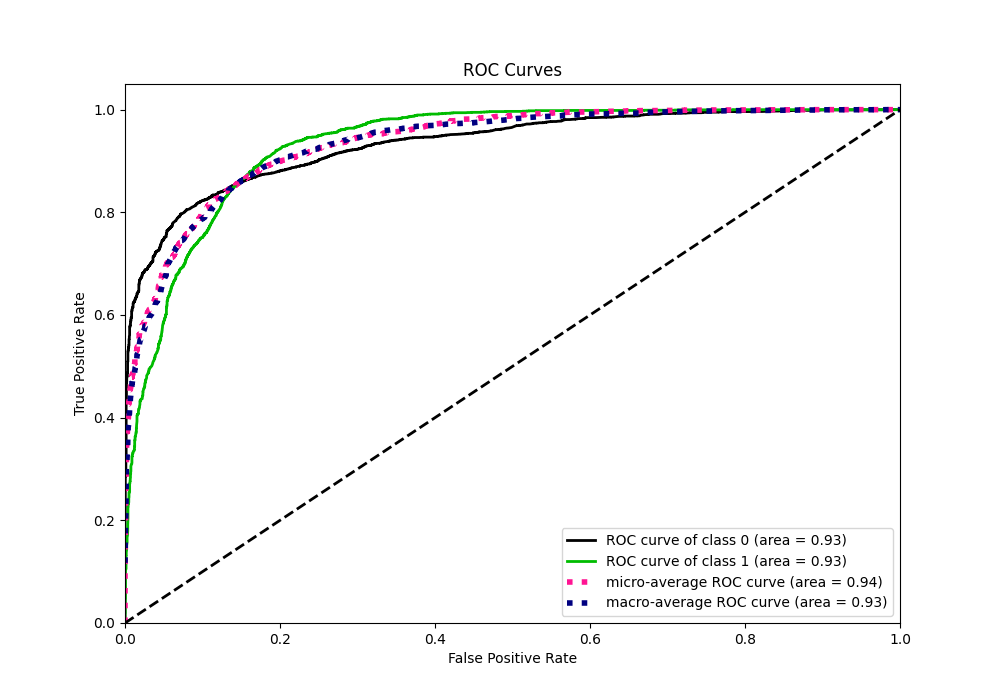 ROC Curves
True Positive Rate
1.0
0.8
0.6
0.4
0.2
0.0
ROC curve of class 0 (area = 0.93)
ROC curve of class 1 (area = 0.93)
micro-average ROC curve (area = 0.94)
macro-average ROC curve (area = 0.93)
0.0 0.2 0.4 0.6 0.8 1.0
False Positive Rate